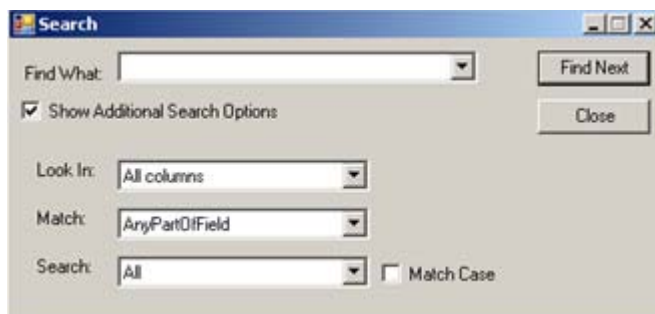 Search
Find What:
Find Next
Show Additional Search Options
Close
Look In:
All columns
Match:
AnyPartOfField
Search:
All
Match Case